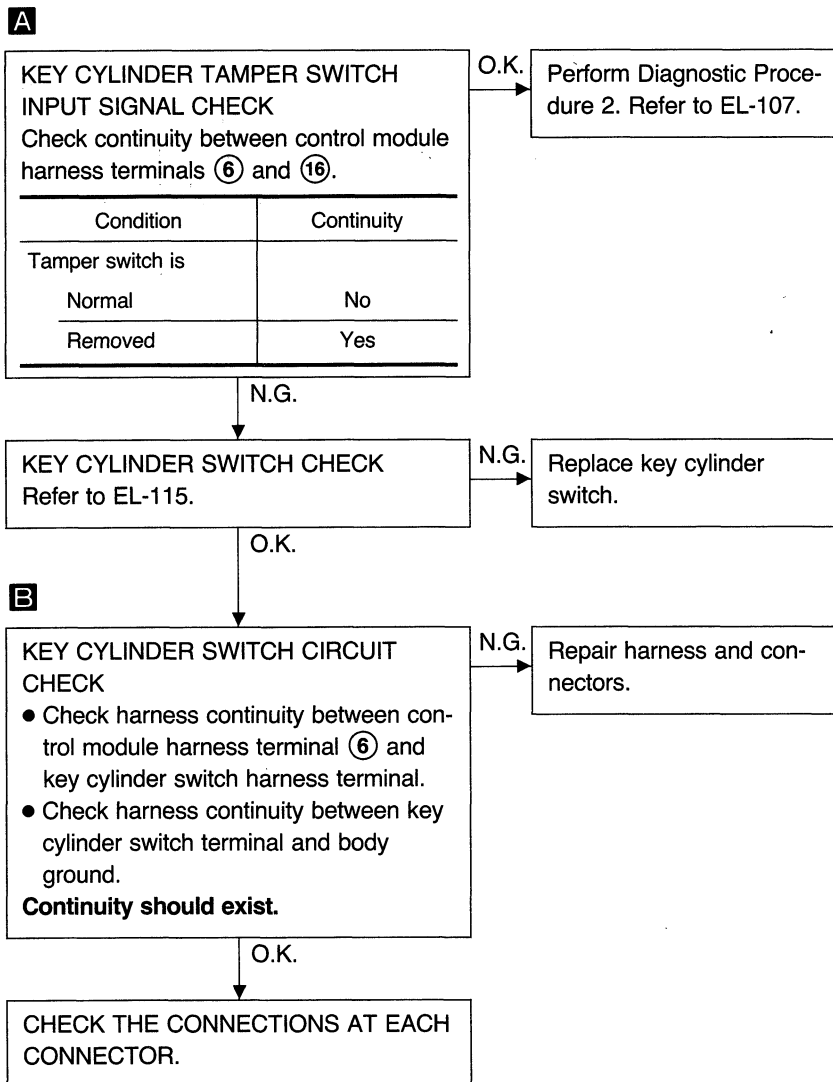 A
KEY CYLINDER TAMPER SWITCH
INPUT SIGNAL CHECK
Check continuity between control module
harness terminals ⑥ and ⑯.
Condition Continuity
Tamper switch is
Normal No
Removed Yes
O.K.
Perform Diagnostic Proce-
dure 2. Refer to EL-107.
N.G.
KEY CYLINDER SWITCH CHECK
Refer to EL-115.
N.G.
Replace key cylinder
switch.
O.K.
B
KEY CYLINDER SWITCH CIRCUIT
CHECK
● Check harness continuity between con-
trol module harness terminal ⑥ and
key cylinder switch harness terminal.
● Check harness continuity between key
cylinder switch terminal and body
ground.
Continuity should exist.
N.G.
Repair harness and con-
nectors.
O.K.
CHECK THE CONNECTIONS AT EACH
CONNECTOR.